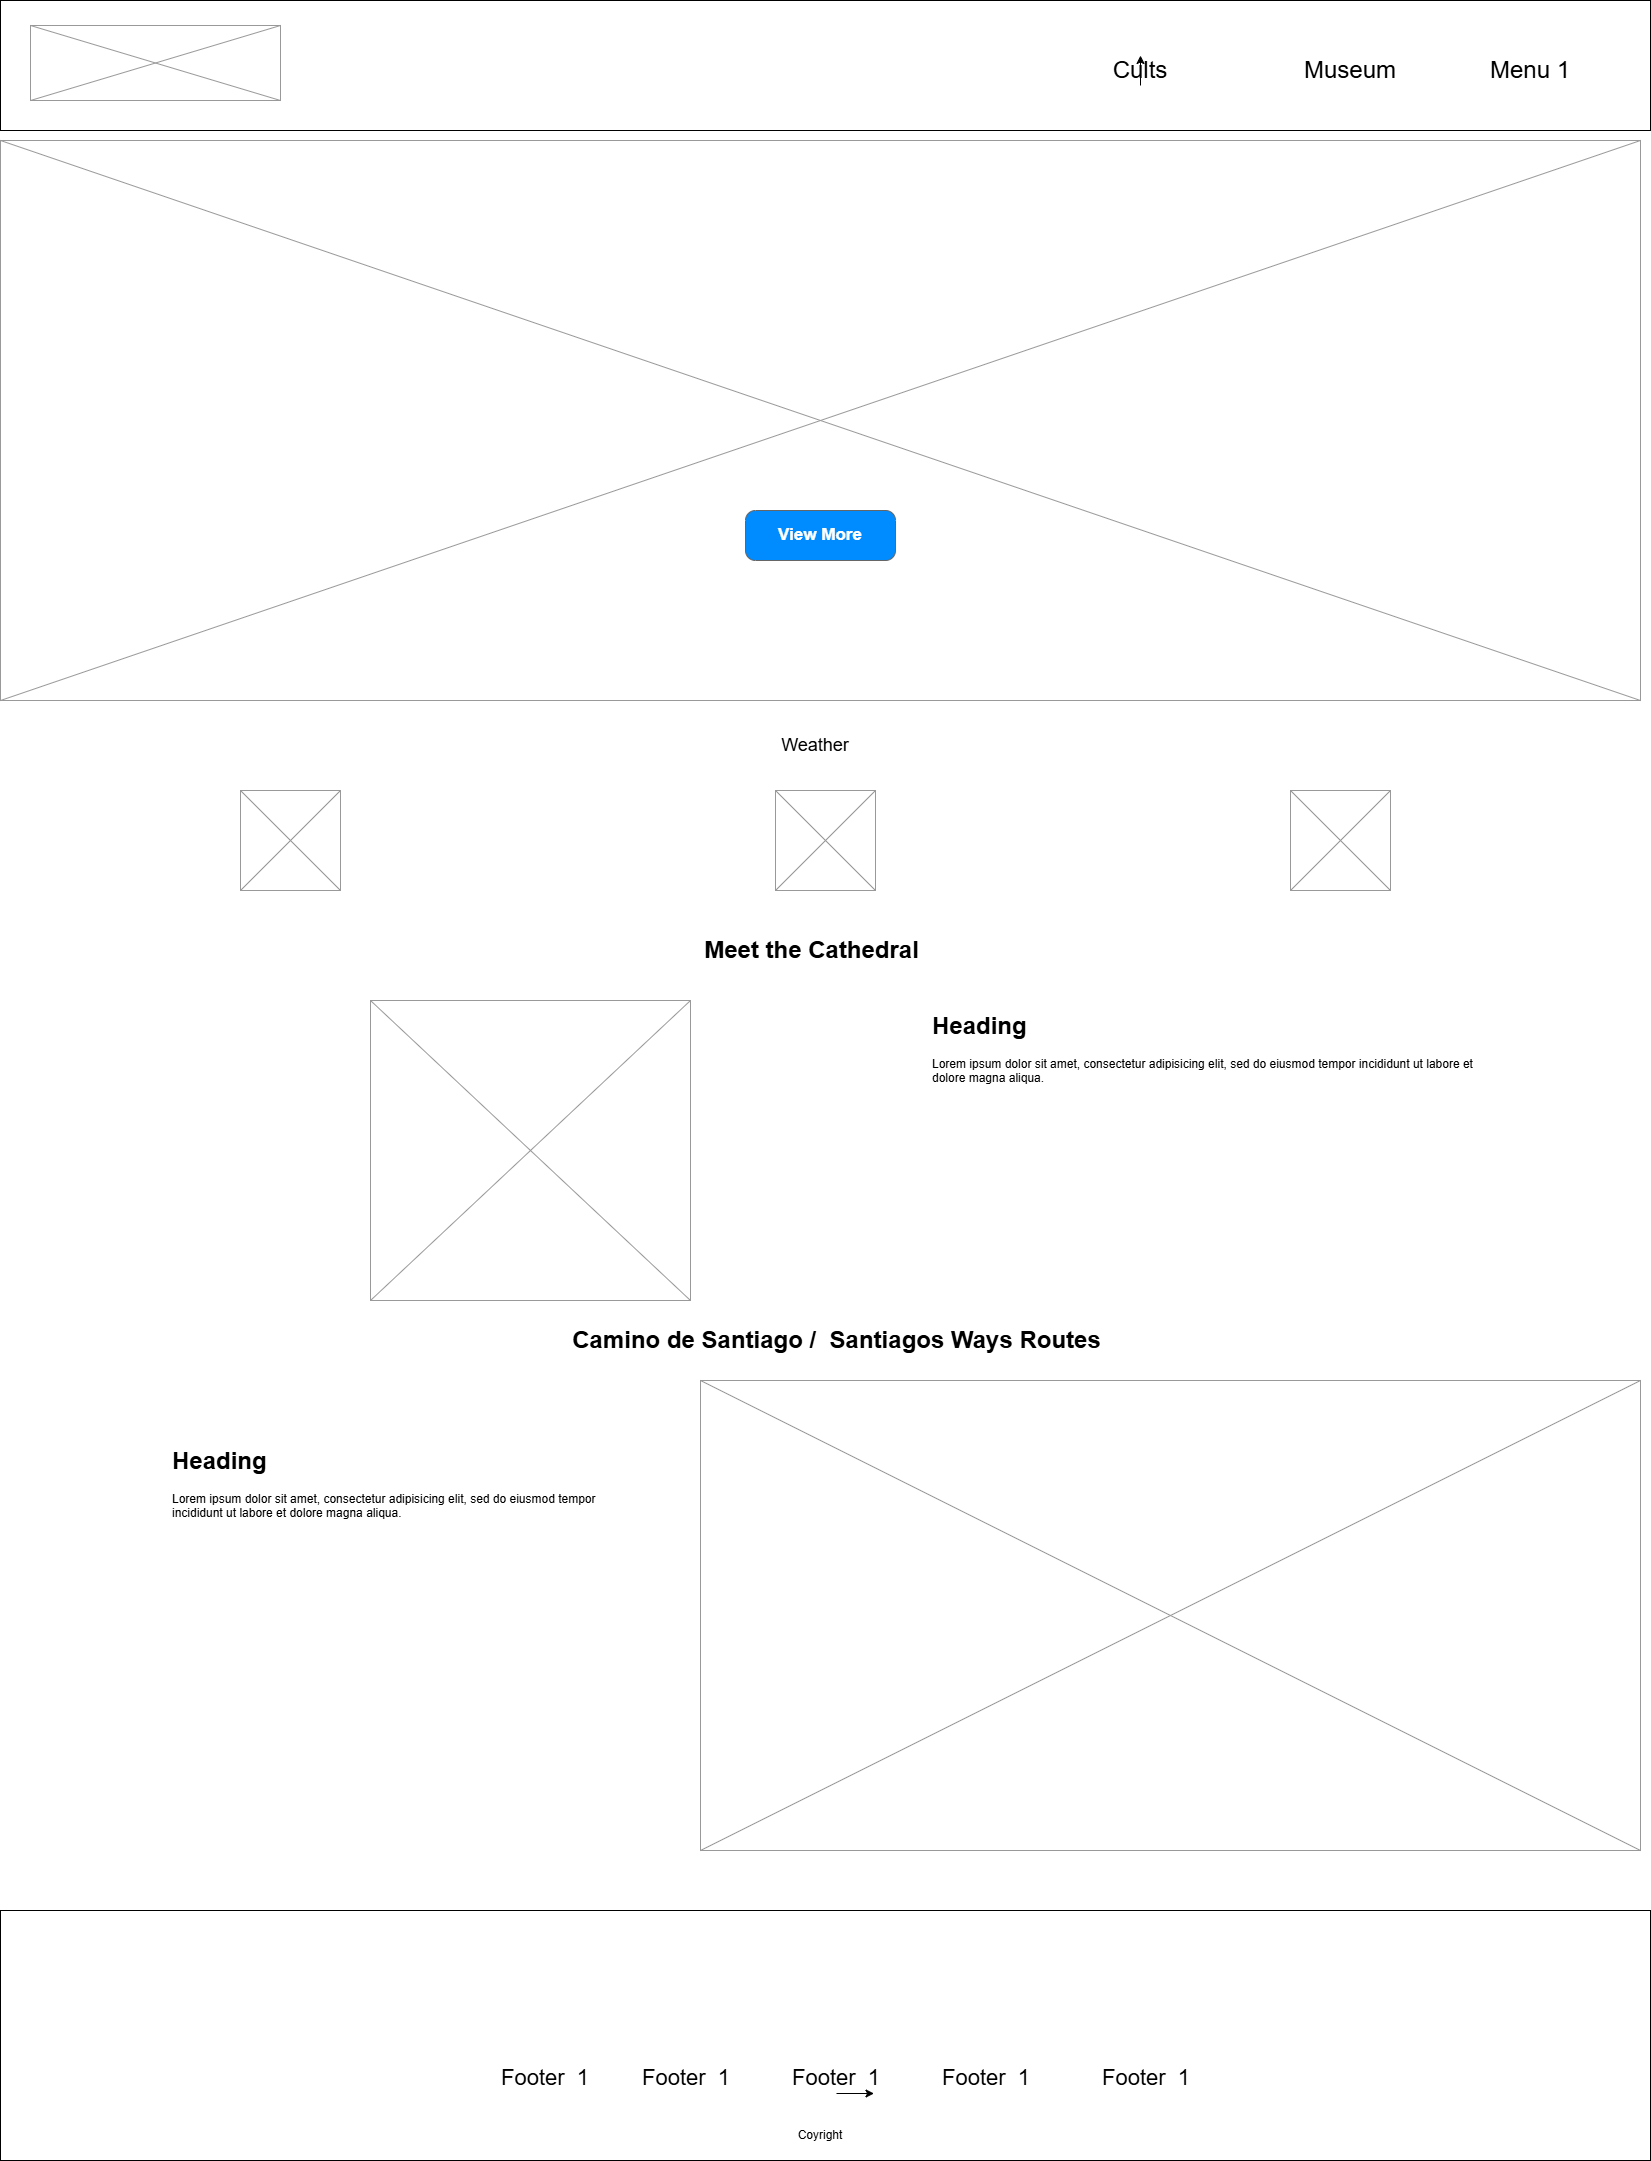 Cults Museum Menu 1
View More
Weather
Meet the Cathedral
Heading
Lorem ipsum dolor sit amet, consectetur adipisicing elit, sed do eiusmod tempor incididunt ut labore et
dolore magna aliqua.
Camino de Santiago /  Santiagos Ways Routes
Heading
Lorem ipsum dolor sit amet, consectetur adipisicing elit, sed do eiusmod tempor
incididunt ut labore et dolore magna aliqua.
Footer  1 Footer  1 Footer  1 Footer  1 Footer  1
Coyright